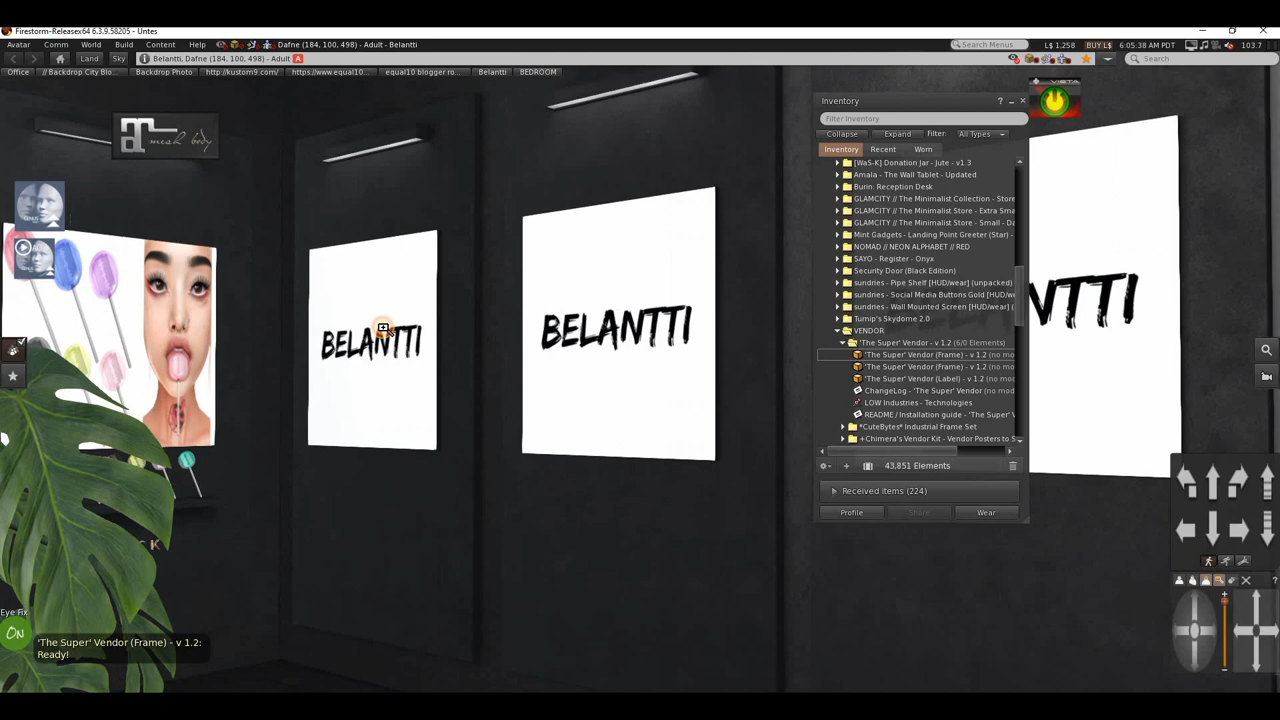 Firestorm-Releasex64 6.3.9.58205 - Untes
Avatar Comm World Build Content Help Dafne (184, 100, 498) - Adult - Belantti Search Menus L$ 1,258 BUY L$ 6:05:38 AM PDT 103.7
Land Sky Belantti, Dafne (184, 100, 498) - Adult A Search
Office // Backdrop City Blo... Backdrop Photo http://kustom9.com/ https://www.equal10... equal10 blogger ro... Belantti BEDROOM
mesh body
Inventory ?
Filter Inventory
Collapse Expand Filter: All Types
Inventory Recent Worn
[WaS-K] Donation Jar - Jute - v1.3
Amala - The Wall Tablet - Updated
Burin: Reception Desk
GLAMCITY // The Minimalist Collection - Store
GLAMCITY // The Minimalist Store - Extra Sma
GLAMCITY // The Minimalist Store - Small - Da
Mint Gadgets - Landing Point Greeter (Star) -
NOMAD // NEON ALPHABET // RED
SAYO - Register - Onyx
Security Door (Black Edition)
sundries - Pipe Shelf [HUD/wear] (unpacked)
sundries - Social Media Buttons Gold [HUD/we
sundries - Wall Mounted Screen [HUD/wear] (
Turnip's Skydome 2.0
VENDOR
'The Super' Vendor - v 1.2 (6/0 Elements)
'The Super' Vendor (Frame) - v 1.2 (no mo
'The Super' Vendor (Frame) - v 1.2 (no mo
'The Super' Vendor (Label) - v 1.2 (no mod
ChangeLog - 'The Super' Vendor (no mod
LOW Industries - Technologies
README / Installation guide - 'The Super' V
*CuteBytes* Industrial Frame Set
+Chimera's Vendor Kit - Vendor Posters to S
43,851 Elements
Received Items (224)
Profile Share Wear
BELANTTI
BELANTTI
NTTI
Eye Fix
ON
'The Super' Vendor (Frame) - v 1.2:
Ready!